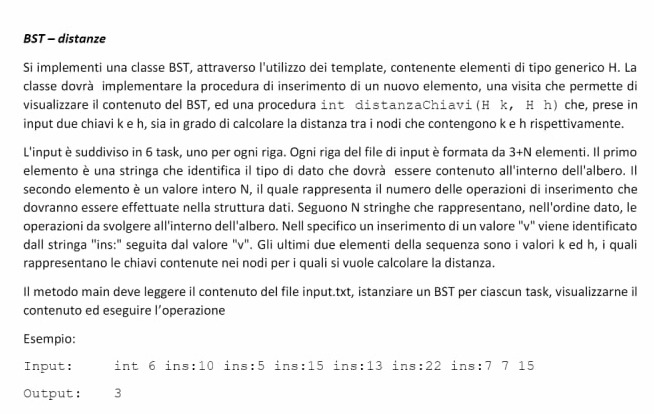 BST – distanze
Si implementi una classe BST, attraverso l'utilizzo dei template, contenente elementi di tipo generico H. La
classe dovrà implementare la procedura di inserimento di un nuovo elemento, una visita che permette di
visualizzare il contenuto del BST, ed una procedura int distanzaChiavi(H k, H h) che, prese in
input due chiavi k e h, sia in grado di calcolare la distanza tra i nodi che contengono k e h rispettivamente.
L'input è suddiviso in 6 task, uno per ogni riga. Ogni riga del file di input è formata da 3+N elementi. Il primo
elemento è una stringa che identifica il tipo di dato che dovrà essere contenuto all'interno dell'albero. Il
secondo elemento è un valore intero N, il quale rappresenta il numero delle operazioni di inserimento che
dovranno essere effettuate nella struttura dati. Seguono N stringhe che rappresentano, nell'ordine dato, le
operazioni da svolgere all'interno dell'albero. Nell specifico un inserimento di un valore "v" viene identificato
dall stringa "ins:" seguita dal valore "v". Gli ultimi due elementi della sequenza sono i valori k ed h, i quali
rappresentano le chiavi contenute nei nodi per i quali si vuole calcolare la distanza.
Il metodo main deve leggere il contenuto del file input.txt, istanziare un BST per ciascun task, visualizzarne il
contenuto ed eseguire l'operazione
Esempio:
Input: int 6 ins:10 ins:5 ins:15 ins:13 ins:22 ins:7 7 15
Output: 3